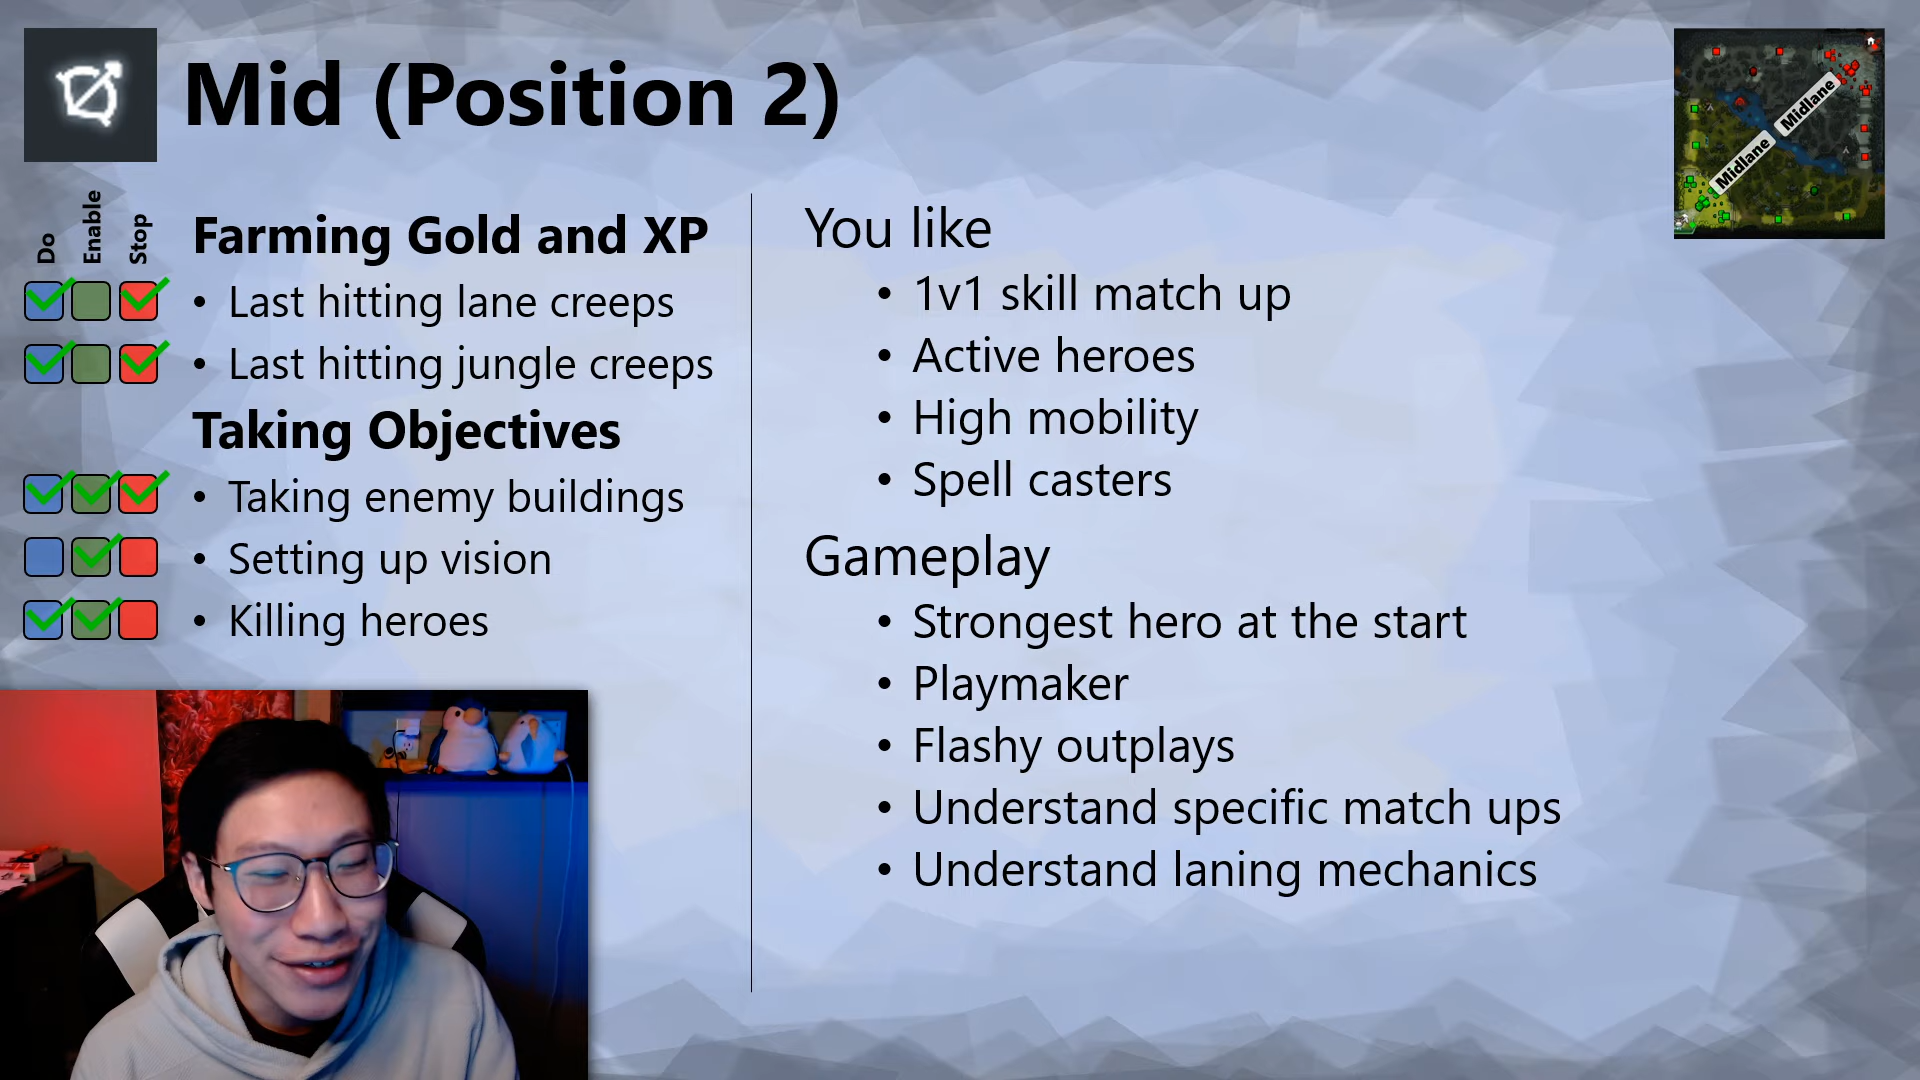 Mid (Position 2)
Midlane
Midlane
Do
Enable
Stop
Farming Gold and XP
• Last hitting lane creeps
• Last hitting jungle creeps
Taking Objectives
• Taking enemy buildings
• Setting up vision
• Killing heroes
You like
• 1v1 skill match up
• Active heroes
• High mobility
• Spell casters
Gameplay
• Strongest hero at the start
• Playmaker
• Flashy outplays
• Understand specific match ups
• Understand laning mechanics